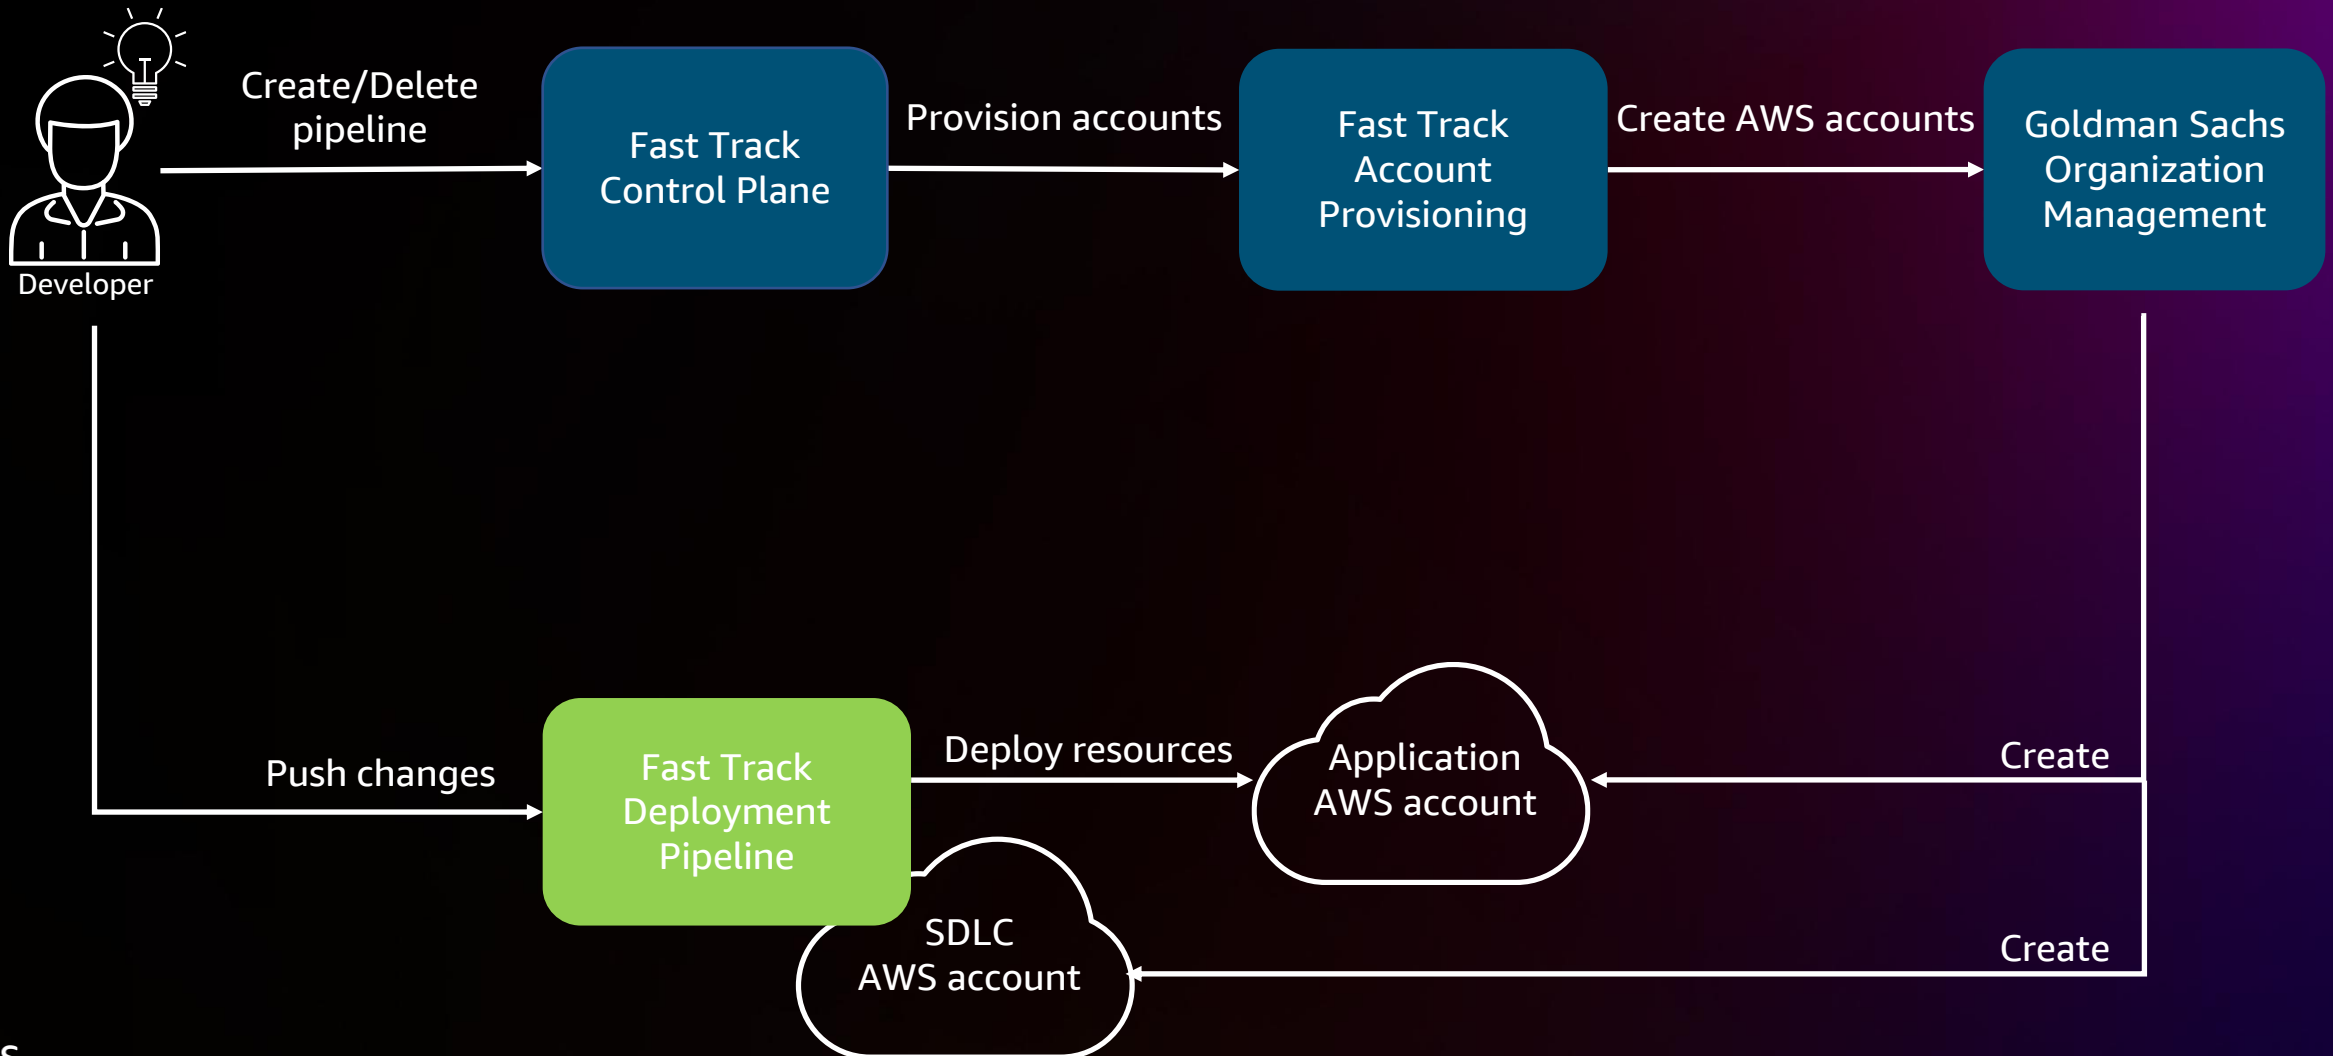 Create/Delete
pipeline
Developer
Fast Track
Control Plane
Provision accounts
Fast Track
Account
Provisioning
Create AWS accounts
Goldman Sachs
Organization
Management
Push changes
Fast Track
Deployment
Pipeline
Deploy resources
Application
AWS account
Create
SDLC
AWS account
Create